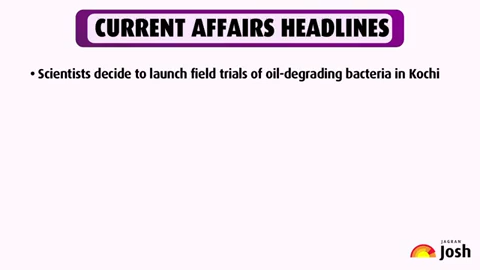 CURRENT AFFAIRS HEADLINES
• Scientists decide to launch field trials of oil-degrading bacteria in Kochi
JAGRAN
Josh